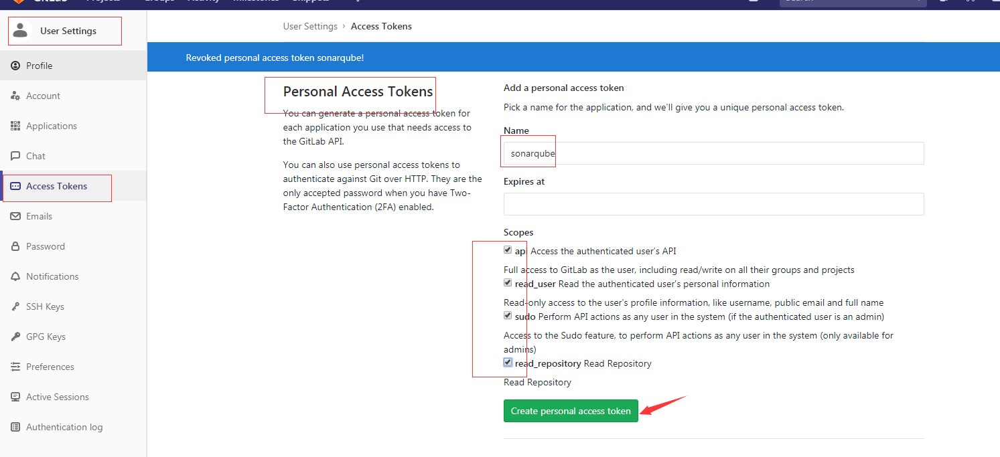 GitLab Projects Groups Activity Milestones Snippets
Search
User Settings
Profile
Account
Applications
Chat
Access Tokens
Emails
Password
Notifications
SSH Keys
GPG Keys
Preferences
Active Sessions
Authentication log
User Settings › Access Tokens
Revoked personal access token sonarqube!
Personal Access Tokens
You can generate a personal access token for
each application you use that needs access to
the GitLab API.
You can also use personal access tokens to
authenticate against Git over HTTP. They are the
only accepted password when you have Two-
Factor Authentication (2FA) enabled.
Add a personal access token
Pick a name for the application, and we'll give you a unique personal access token.
Name
sonarqube
Expires at
Scopes
api Access the authenticated user's API
Full access to GitLab as the user, including read/write on all their groups and projects
read_user Read the authenticated user's personal information
Read-only access to the user's profile information, like username, public email and full name
sudo Perform API actions as any user in the system (if the authenticated user is an admin)
Access to the Sudo feature, to perform API actions as any user in the system (only available for
admins)
read_repository Read Repository
Read Repository
Create personal access token